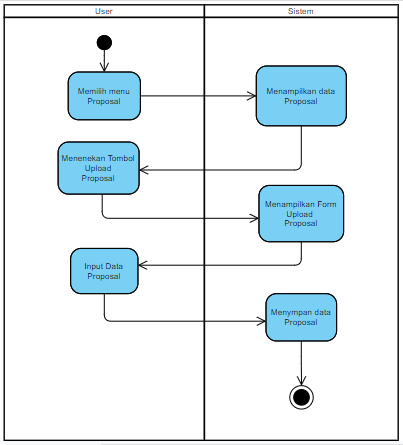 User
Sistem
Memilih menu
Proposal
Menampilkan data
Proposal
Menenekan Tombol
Upload
Proposal
Menampilkan Form
Upload
Proposal
Input Data
Proposal
Menympan data
Proposal